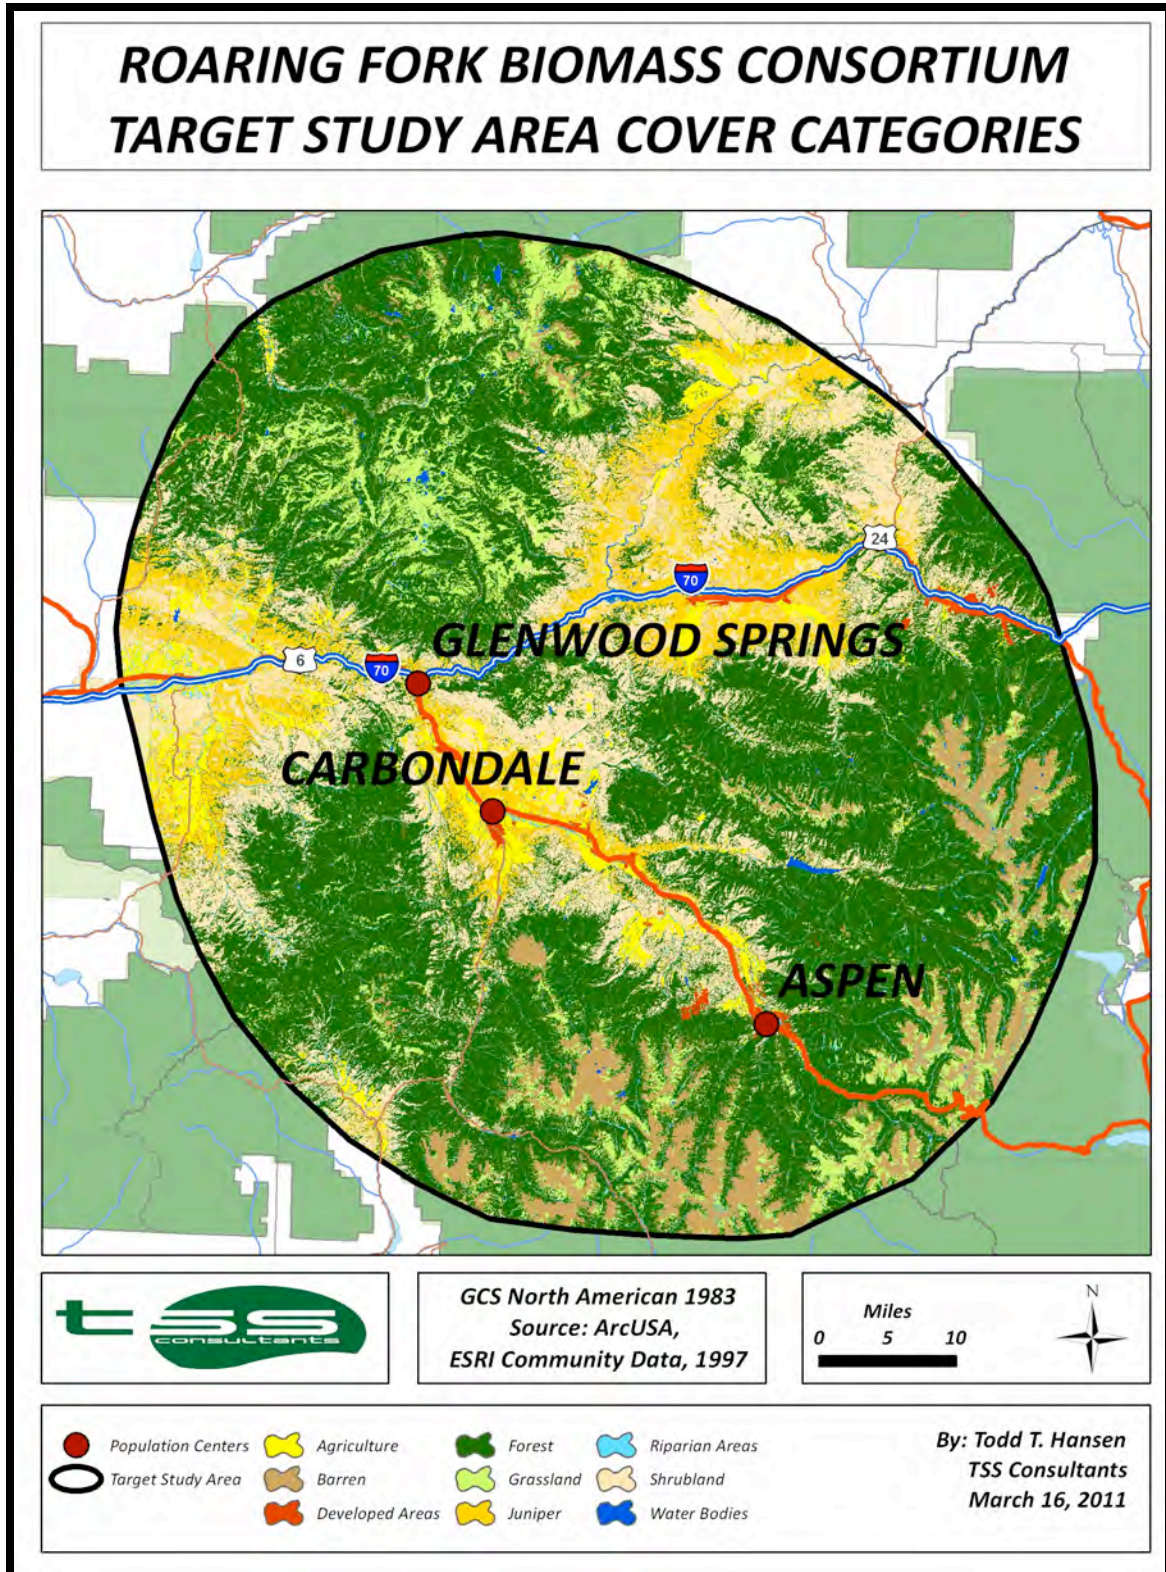 ROARING FORK BIOMASS CONSORTIUM
TARGET STUDY AREA COVER CATEGORIES
24
70
GLENWOOD SPRINGS
6
70
CARBONDALE
ASPEN
tss
consultants
GCS North American 1983
Source: ArcUSA,
ESRI Community Data, 1997
Miles
0 5 10
N
Population Centers
Target Study Area
Agriculture
Barren
Developed Areas
Forest
Grassland
Juniper
Riparian Areas
Shrubland
Water Bodies
By: Todd T. Hansen
TSS Consultants
March 16, 2011